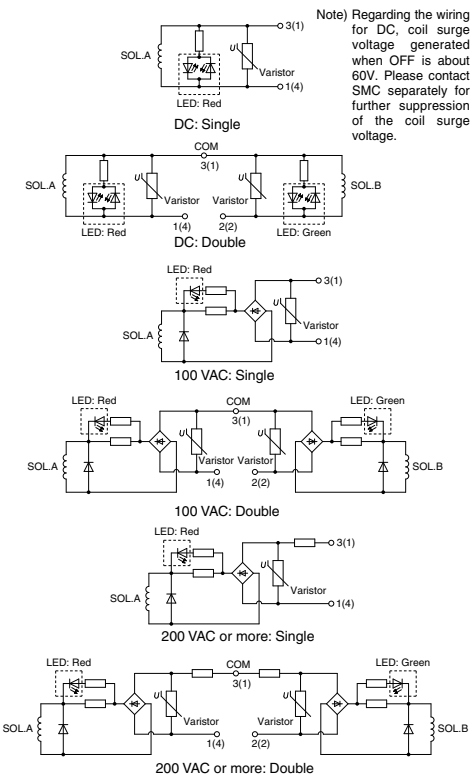 Note) Regarding the wiring
for DC, coil surge
voltage generated
when OFF is about
60V. Please contact
SMC separately for
further suppression
of the coil surge
voltage.
3(1)
SOL.A
U
Varistor
1(4)
LED: Red
DC: Single
COM
3(1)
SOL.A
U
U
SOL.B
Varistor
Varistor
1(4)
2(2)
LED: Red
LED: Green
DC: Double
LED: Red
3(1)
U
SOL.A
Varistor
1(4)
100 VAC: Single
LED: Red
COM
LED: Green
3(1)
U
U
SOL.A
Varistor
Varistor
SOL.B
1(4)
2(2)
100 VAC: Double
LED: Red
3(1)
U
SOL.A
Varistor
1(4)
200 VAC or more: Single
LED: Red
COM
LED: Green
3(1)
U
U
SOL.A
Varistor
Varistor
SOL.B
1(4)
2(2)
200 VAC or more: Double